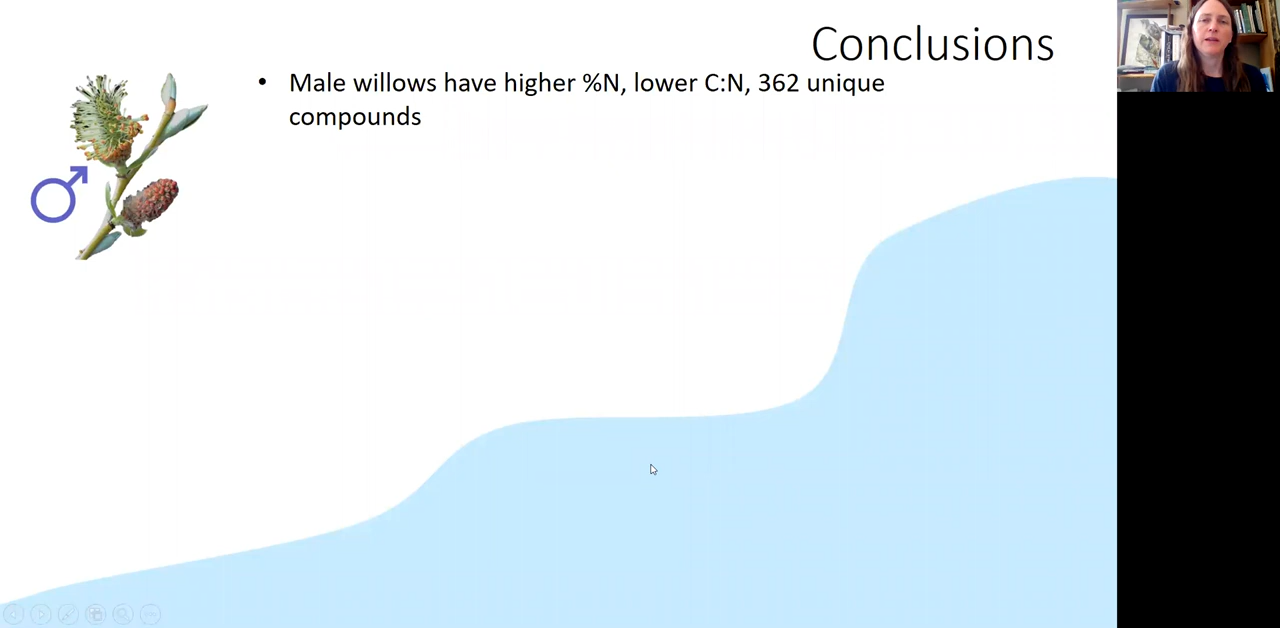 Conclusions
• Male willows have higher %N, lower C:N, 362 unique
compounds